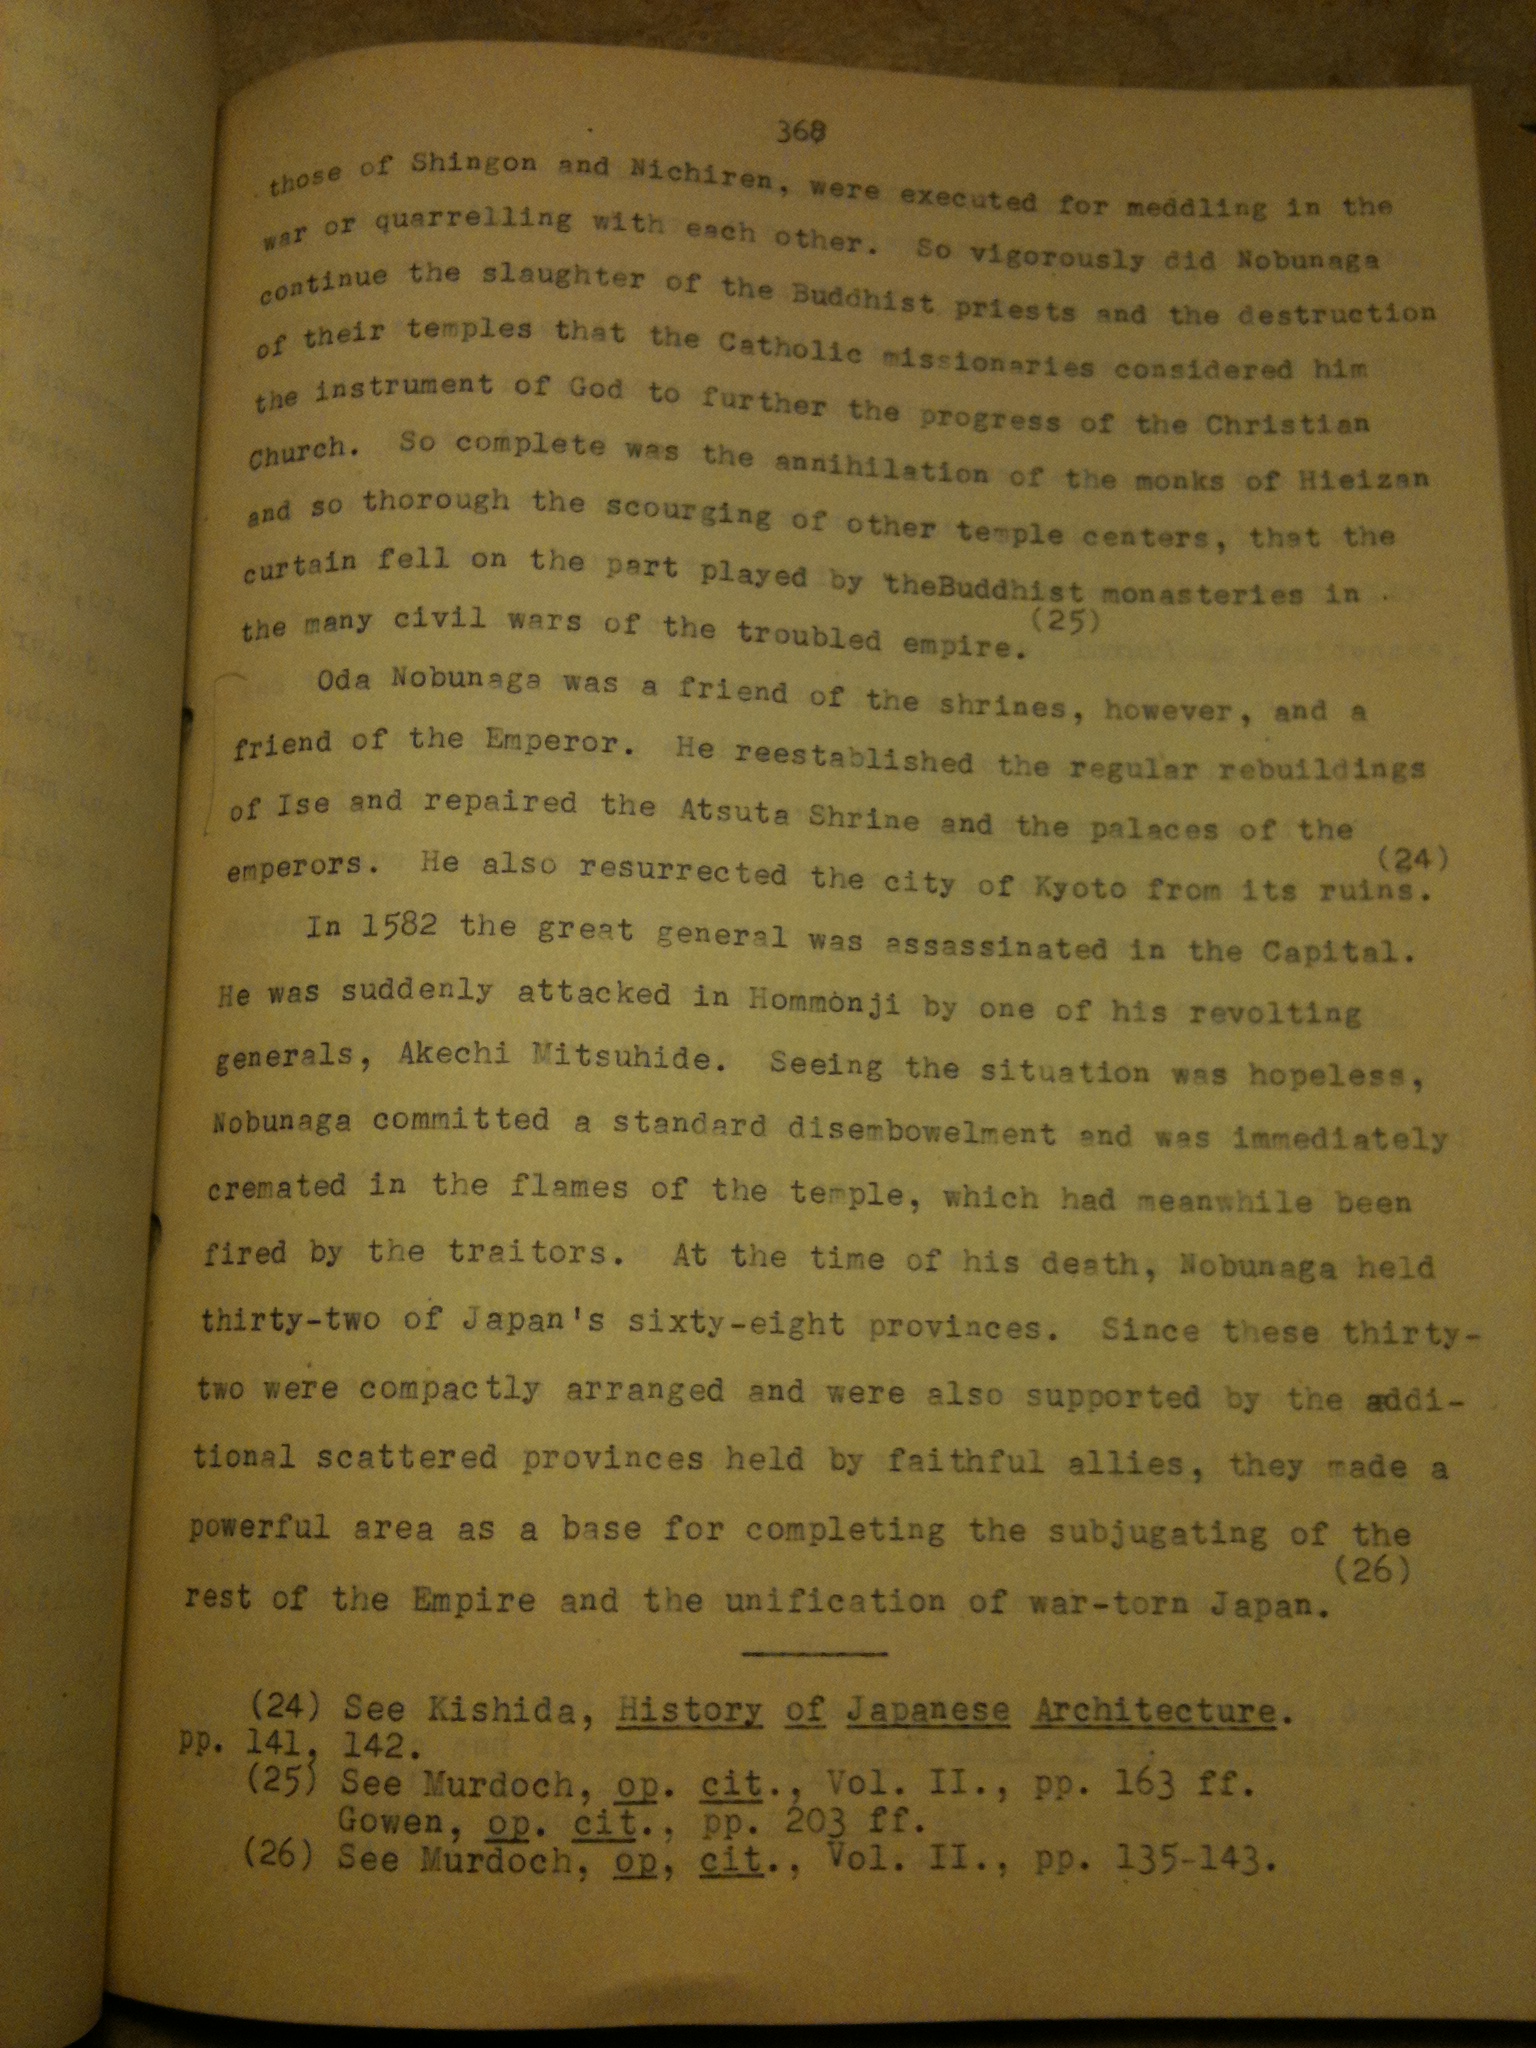 368
those of Shingon and Nichiren, were executed for meddling in the
war or quarrelling with each other. So vigorously did Nobunaga
continue the slaughter of the Buddhist priests and the destruction
of their temples that the Catholic missionaries considered him
the instrument of God to further the progress of the Christian
Church. So complete was the annihilation of the monks of Hieizan
and so thorough the scourging of other temple centers, that the
curtain fell on the part played by theBuddhist monasteries in
the many civil wars of the troubled empire. (25)
Oda Nobunaga was a friend of the shrines, however, and a
friend of the Emperor. He reestablished the regular rebuildings
of Ise and repaired the Atsuta Shrine and the palaces of the
emperors. He also resurrected the city of Kyoto from its ruins. (24)
In 1582 the great general was assassinated in the Capital.
He was suddenly attacked in Hommonji by one of his revolting
generals, Akechi Mitsuhide. Seeing the situation was hopeless,
Nobunaga committed a standard disembowelment and was immediately
cremated in the flames of the temple, which had meanwhile been
fired by the traitors. At the time of his death, Nobunaga held
thirty-two of Japan's sixty-eight provinces. Since these thirty-
two were compactly arranged and were also supported by the addi-
tional scattered provinces held by faithful allies, they made a
powerful area as a base for completing the subjugating of the
rest of the Empire and the unification of war-torn Japan. (26)
(24) See Kishida, History of Japanese Architecture.
pp. 141, 142.
(25) See Murdoch, op. cit., Vol. II., pp. 163 ff.
Gowen, op. cit., pp. 203 ff.
(26) See Murdoch, op, cit., Vol. II., pp. 135-143.